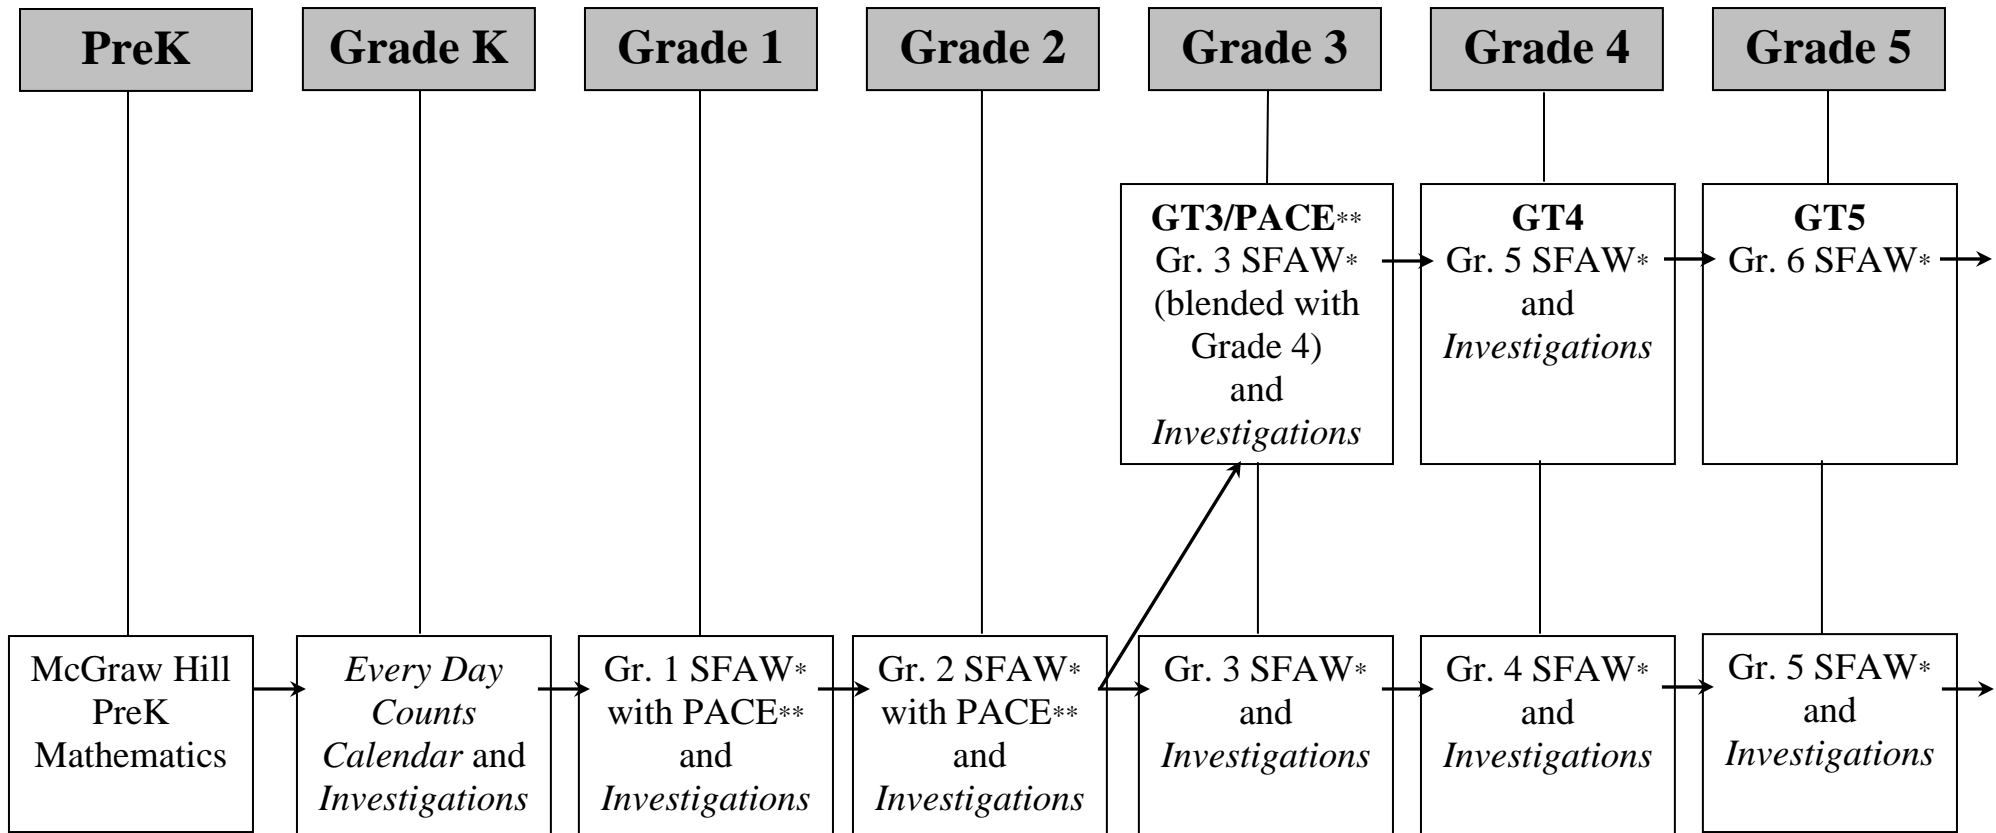 PreK
Grade K
Grade 1
Grade 2
Grade 3
Grade 4
Grade 5
GT3/PACE**
Gr. 3 SFAW*
(blended with
Grade 4)
and
Investigations
GT4
Gr. 5 SFAW*
and
Investigations
GT5
Gr. 6 SFAW*
McGraw Hill
PreK
Mathematics
Every Day
Counts
Calendar and
Investigations
Gr. 1 SFAW*
with PACE**
and
Investigations
Gr. 2 SFAW*
with PACE**
and
Investigations
Gr. 3 SFAW*
and
Investigations
Gr. 4 SFAW*
and
Investigations
Gr. 5 SFAW*
and
Investigations